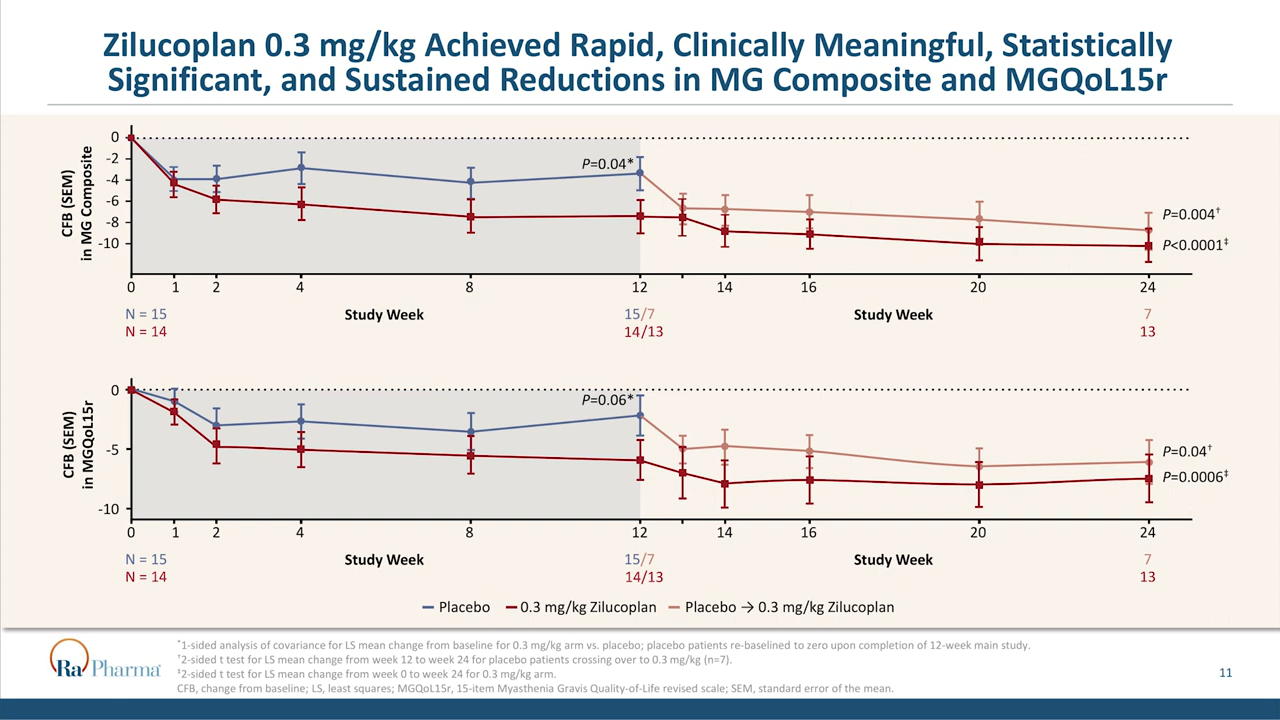 Zilucoplan 0.3 mg/kg Achieved Rapid, Clinically Meaningful, Statistically
Significant, and Sustained Reductions in MG Composite and MGQoL15r
CFB (SEM)
in MG Composite
0
-2
-4
-6
-8
-10
P=0.04*
P=0.004†
P<0.0001‡
0 1 2 4 8 12 14 16 20 24
N = 15 Study Week 15/7 Study Week 7
N = 14 14/13 13
CFB (SEM)
in MGQoL15r
0
-5
-10
P=0.06*
P=0.04†
P=0.0006‡
0 1 2 4 8 12 14 16 20 24
N = 15 Study Week 15/7 Study Week 7
N = 14 14/13 13
Placebo 0.3 mg/kg Zilucoplan Placebo → 0.3 mg/kg Zilucoplan
Ra Pharma
*1-sided analysis of covariance for LS mean change from baseline for 0.3 mg/kg arm vs. placebo; placebo patients re-baselined to zero upon completion of 12-week main study.
†2-sided t test for LS mean change from week 12 to week 24 for placebo patients crossing over to 0.3 mg/kg (n=7).
‡2-sided t test for LS mean change from week 0 to week 24 for 0.3 mg/kg arm.
CFB, change from baseline; LS, least squares; MGQoL15r, 15-item Myasthenia Gravis Quality-of-Life revised scale; SEM, standard error of the mean.
11